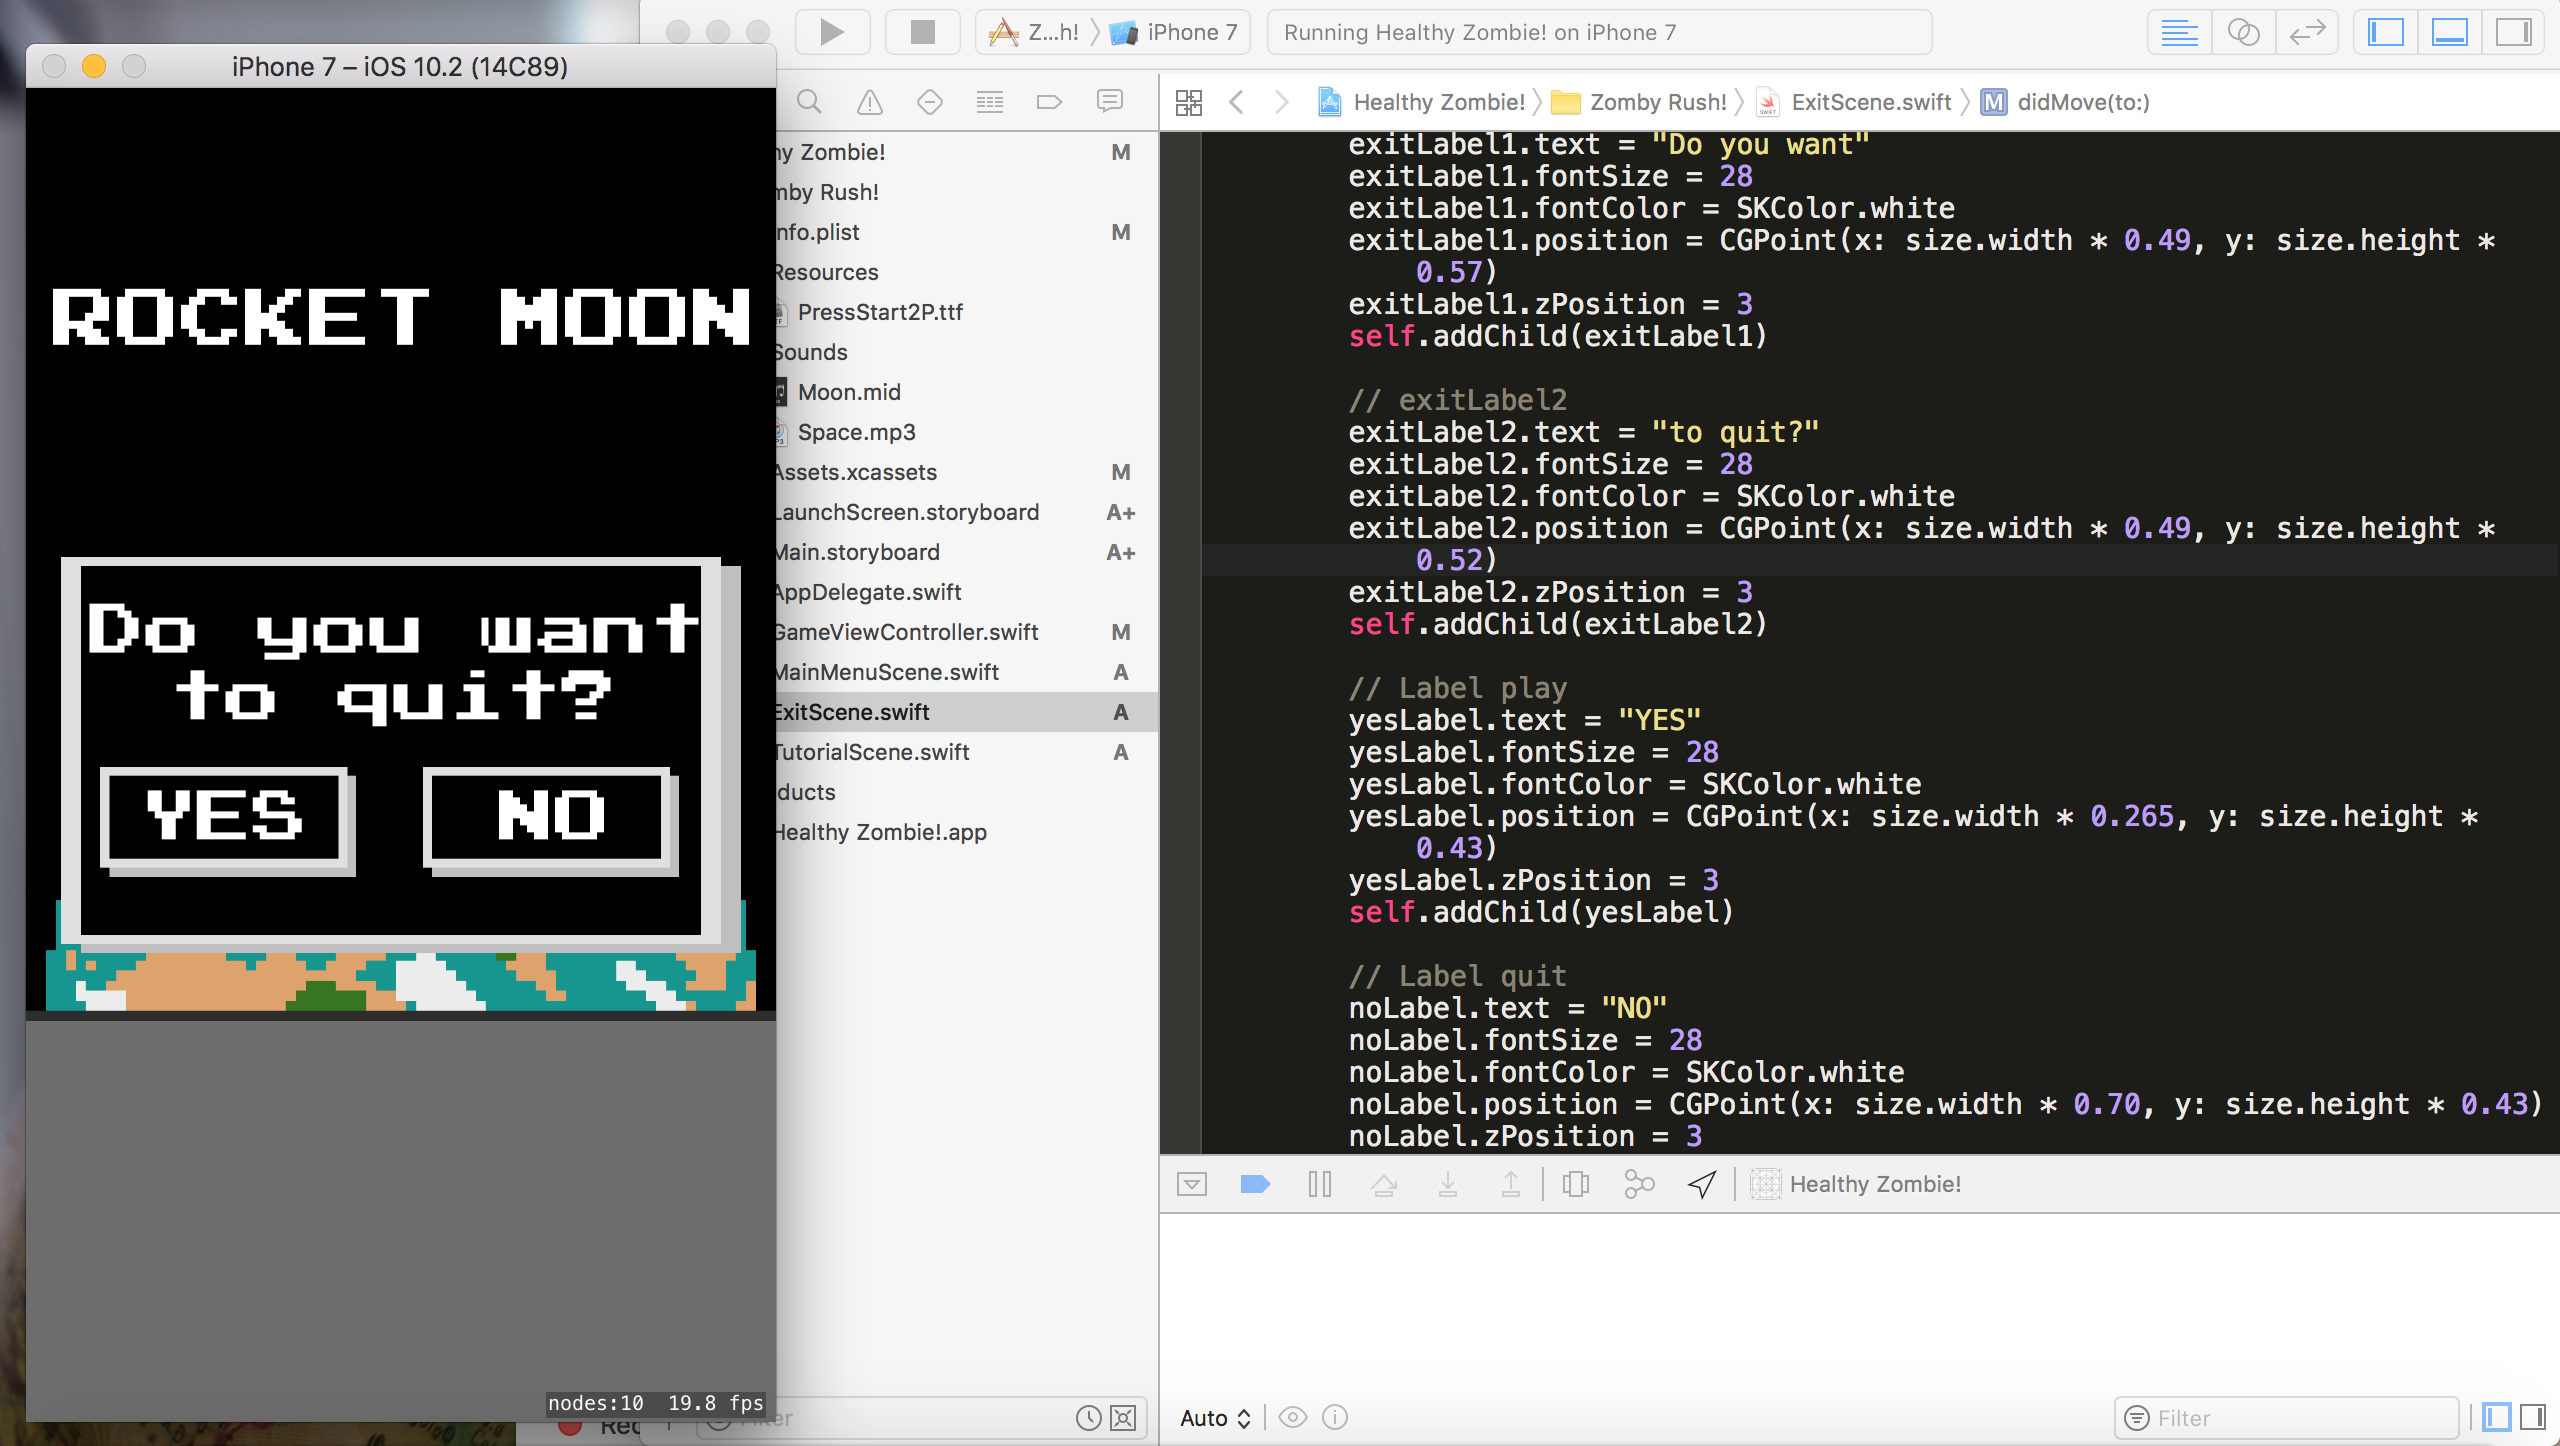 iPhone 7 – iOS 10.2 (14C89)
ROCKET MOON
Do you want
to quit?
YES
NO
nodes:10 19.8 fps
Z...h!
iPhone 7
Running Healthy Zombie! on iPhone 7
Healthy Zombie!
Zomby Rush!
ExitScene.swift
M
didMove(to:)
hy Zombie!
M
mby Rush!
nfo.plist
M
Resources
PressStart2P.ttf
Sounds
Moon.mid
Space.mp3
Assets.xcassets
M
LaunchScreen.storyboard
A+
Main.storyboard
A+
AppDelegate.swift
GameViewController.swift
M
MainMenuScene.swift
A
ExitScene.swift
A
TutorialScene.swift
A
ducts
Healthy Zombie!.app
exitLabel1.text = "Do you want"
exitLabel1.fontSize = 28
exitLabel1.fontColor = SKColor.white
exitLabel1.position = CGPoint(x: size.width * 0.49, y: size.height *
0.57)
exitLabel1.zPosition = 3
self.addChild(exitLabel1)
// exitLabel2
exitLabel2.text = "to quit?"
exitLabel2.fontSize = 28
exitLabel2.fontColor = SKColor.white
exitLabel2.position = CGPoint(x: size.width * 0.49, y: size.height *
0.52)
exitLabel2.zPosition = 3
self.addChild(exitLabel2)
// Label play
yesLabel.text = "YES"
yesLabel.fontSize = 28
yesLabel.fontColor = SKColor.white
yesLabel.position = CGPoint(x: size.width * 0.265, y: size.height *
0.43)
yesLabel.zPosition = 3
self.addChild(yesLabel)
// Label quit
noLabel.text = "NO"
noLabel.fontSize = 28
noLabel.fontColor = SKColor.white
noLabel.position = CGPoint(x: size.width * 0.70, y: size.height * 0.43)
noLabel.zPosition = 3
Healthy Zombie!
Auto
Filter